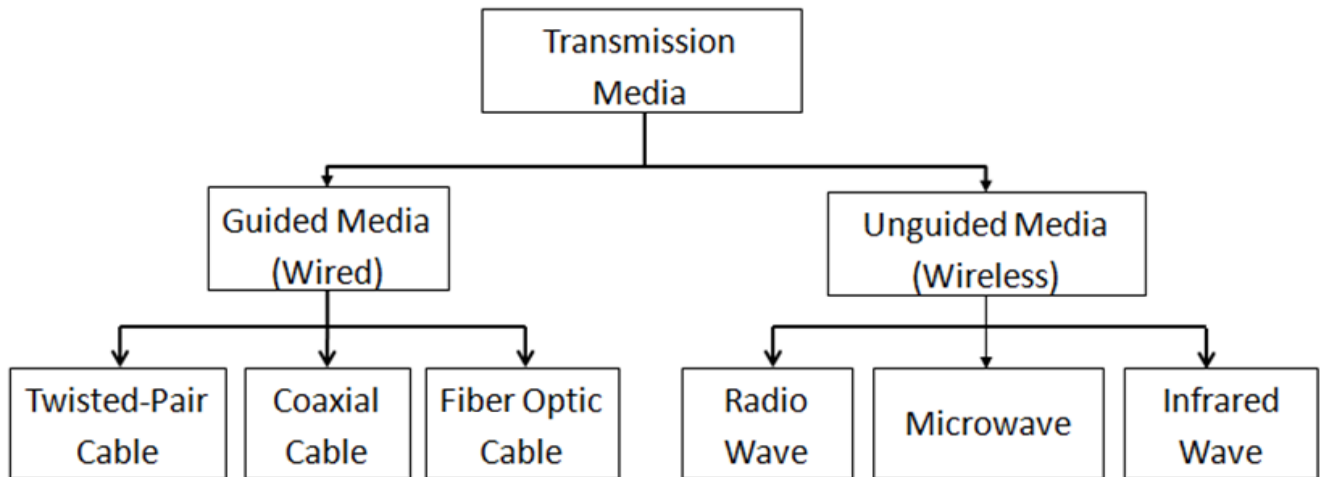 Transmission
Media
Guided Media
(Wired)
Unguided Media
(Wireless)
Twisted-Pair
Cable
Coaxial
Cable
Fiber Optic
Cable
Radio
Wave
Microwave
Infrared
Wave